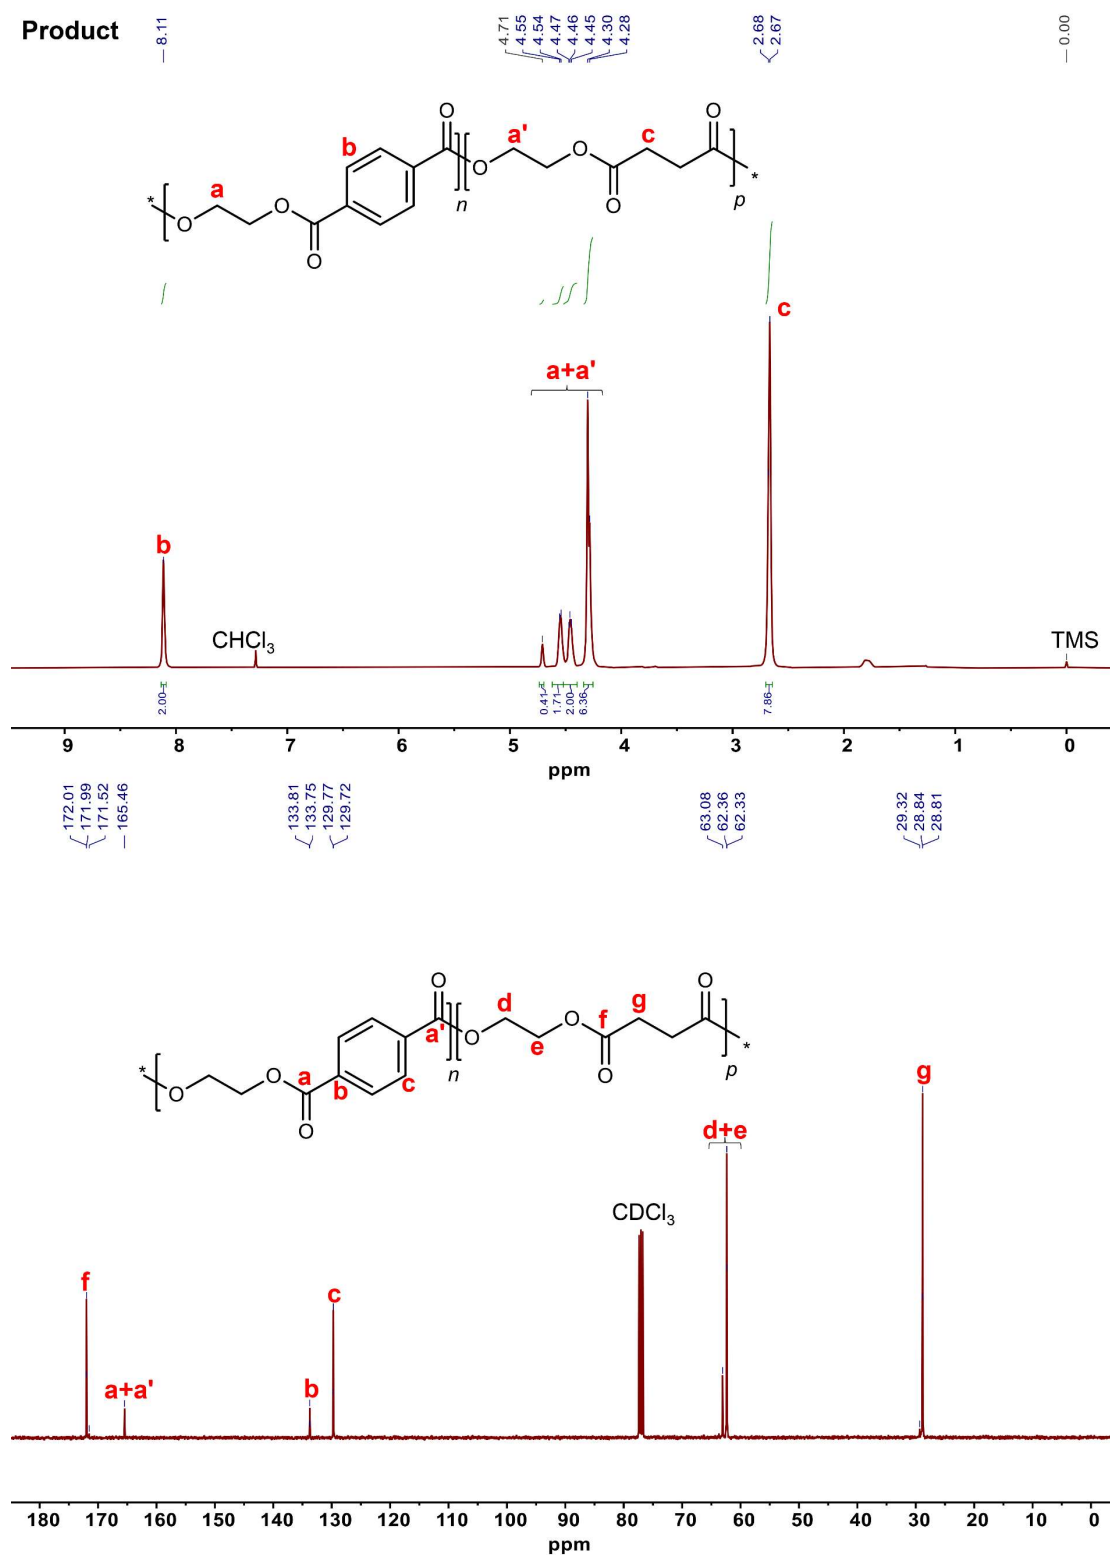 Product
8.11
4.71
4.55
4.54
4.47
4.46
4.45
4.30
4.28
2.68
2.67
0.00
O
a'
O
c
O
b
n
O
O
p
*
a
O
O
*
O
O
c
a+a'
b
CHCl3
TMS
2.00
0.41
1.71
2.00
6.36
7.86
9 8 7 6 5 4 3 2 1 0
ppm
172.01
171.99
171.52
165.46
133.81
133.75
129.77
129.72
63.08
62.36
62.33
29.32
28.84
28.81
O
d
O
f
g
O
a'
O
e
n
O
p
*
*
O
O
a
b
c
O
g
d+e
CDCl3
f
c
a+a'
b
180 170 160 150 140 130 120 110 100 90 80 70 60 50 40 30 20 10 0
ppm